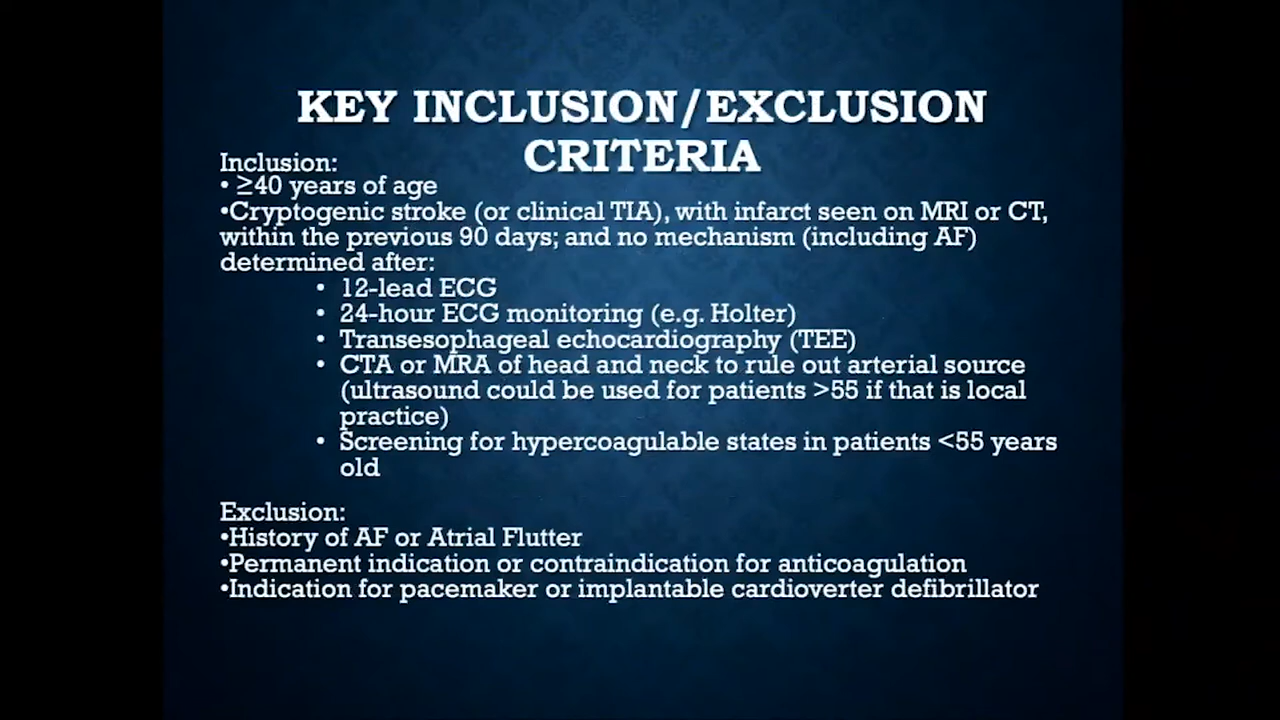 KEY INCLUSION/EXCLUSION
CRITERIA
Inclusion:
• ≥40 years of age
•Cryptogenic stroke (or clinical TIA), with infarct seen on MRI or CT,
within the previous 90 days; and no mechanism (including AF)
determined after:
• 12-lead ECG
• 24-hour ECG monitoring (e.g. Holter)
• Transesophageal echocardiography (TEE)
• CTA or MRA of head and neck to rule out arterial source
(ultrasound could be used for patients >55 if that is local
practice)
• Screening for hypercoagulable states in patients <55 years
old
Exclusion:
•History of AF or Atrial Flutter
•Permanent indication or contraindication for anticoagulation
•Indication for pacemaker or implantable cardioverter defibrillator